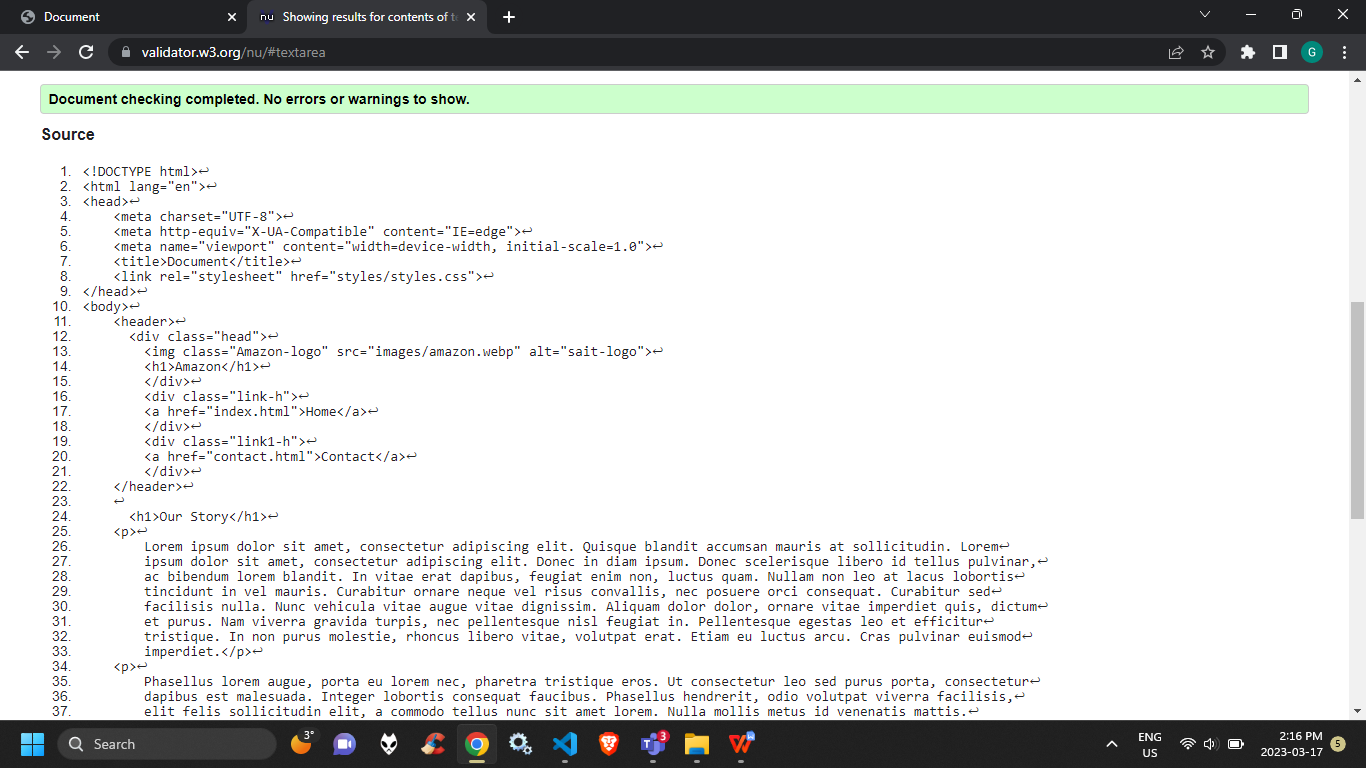 Document
nu Showing results for contents of t
validator.w3.org/nu/#textarea
G
Document checking completed. No errors or warnings to show.
Source
1. <!DOCTYPE html>↩
2. <html lang="en">↩
3. <head>↩
4. <meta charset="UTF-8">↩
5. <meta http-equiv="X-UA-Compatible" content="IE=edge">↩
6. <meta name="viewport" content="width=device-width, initial-scale=1.0">↩
7. <title>Document</title>↩
8. <link rel="stylesheet" href="styles/styles.css">↩
9. </head>↩
10. <body>↩
11. <header>↩
12. <div class="head">↩
13. <img class="Amazon-logo" src="images/amazon.webp" alt="sait-logo">↩
14. <h1>Amazon</h1>↩
15. </div>↩
16. <div class="link-h">↩
17. <a href="index.html">Home</a>↩
18. </div>↩
19. <div class="link1-h">↩
20. <a href="contact.html">Contact</a>↩
21. </div>↩
22. </header>↩
23. ↩
24. <h1>Our Story</h1>↩
25. <p>↩
26. Lorem ipsum dolor sit amet, consectetur adipiscing elit. Quisque blandit accumsan mauris at sollicitudin. Lorem↩
27. ipsum dolor sit amet, consectetur adipiscing elit. Donec in diam ipsum. Donec scelerisque libero id tellus pulvinar,↩
28. ac bibendum lorem blandit. In vitae erat dapibus, feugiat enim non, luctus quam. Nullam non leo at lacus lobortis↩
29. tincidunt in vel mauris. Curabitur ornare neque vel risus convallis, nec posuere orci consequat. Curabitur sed↩
30. facilisis nulla. Nunc vehicula vitae augue vitae dignissim. Aliquam dolor dolor, ornare vitae imperdiet quis, dictum↩
31. et purus. Nam viverra gravida turpis, nec pellentesque nisl feugiat in. Pellentesque egestas leo et efficitur↩
32. tristique. In non purus molestie, rhoncus libero vitae, volutpat erat. Etiam eu luctus arcu. Cras pulvinar euismod↩
33. imperdiet.</p>↩
34. <p>↩
35. Phasellus lorem augue, porta eu lorem nec, pharetra tristique eros. Ut consectetur leo sed purus porta, consectetur↩
36. dapibus est malesuada. Integer lobortis consequat faucibus. Phasellus hendrerit, odio volutpat viverra facilisis,↩
37. elit felis sollicitudin elit, a commodo tellus nunc sit amet lorem. Nulla mollis metus id venenatis mattis.↩
Search
3°
3
ENG
US
2:16 PM
2023-03-17
5